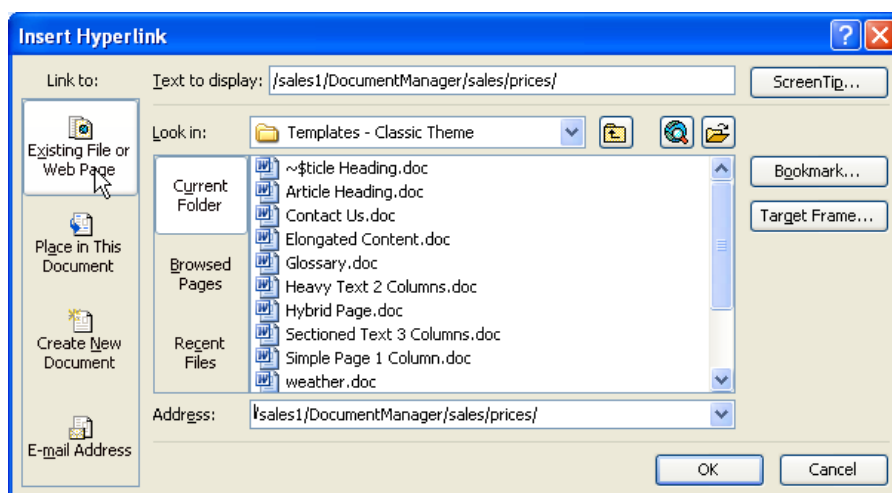 Insert Hyperlink
Link to:
Text to display: /sales1/DocumentManager/sales/prices/
ScreenTip...
Existing File or
Web Page
Place in This
Document
Create New
Document
E-mail Address
Look in: Templates - Classic Theme
Current
Folder
Browsed
Pages
Recent
Files
~$ticle Heading.doc
Article Heading.doc
Contact Us.doc
Elongated Content.doc
Glossary.doc
Heavy Text 2 Columns.doc
Hybrid Page.doc
Sectioned Text 3 Columns.doc
Simple Page 1 Column.doc
weather.doc
Bookmark...
Target Frame...
Address: /sales1/DocumentManager/sales/prices/
OK
Cancel